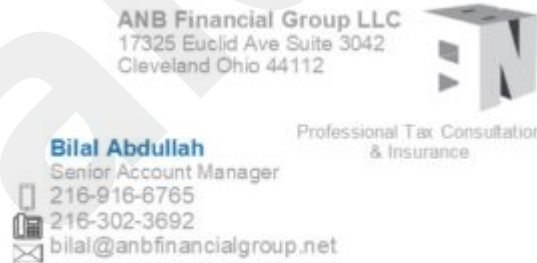 ANB Financial Group LLC
17325 Euclid Ave Suite 3042
Cleveland Ohio 44112
Professional Tax Consultation
& Insurance
Bilal Abdullah
Senior Account Manager
216-916-6765
216-302-3692
bilal@anbfinancialgroup.net